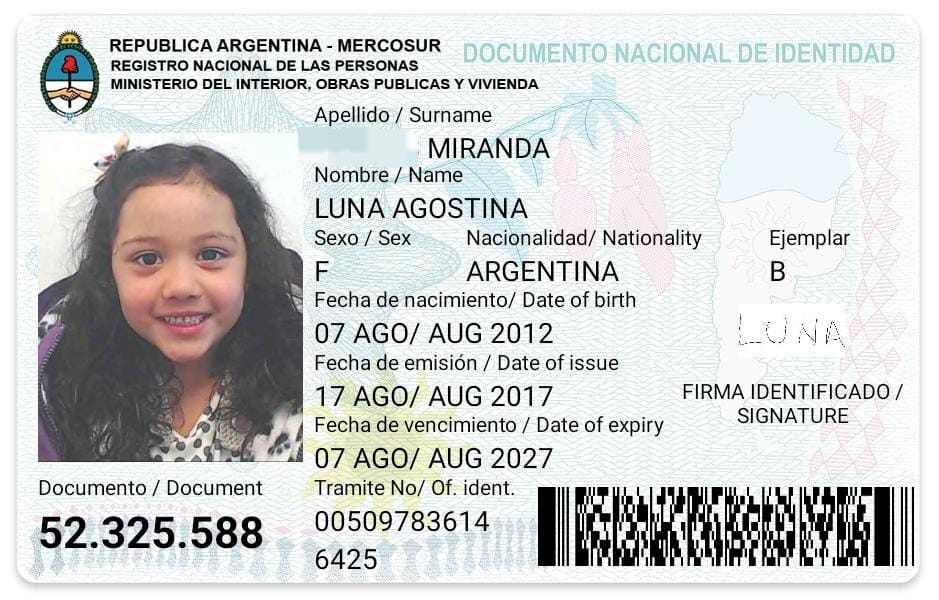 REPUBLICA ARGENTINA - MERCOSUR
REGISTRO NACIONAL DE LAS PERSONAS
MINISTERIO DEL INTERIOR, OBRAS PUBLICAS Y VIVIENDA
DOCUMENTO NACIONAL DE IDENTIDAD
Apellido / Surname
MIRANDA
Nombre / Name
LUNA AGOSTINA
Sexo / Sex Nacionalidad/ Nationality Ejemplar
F ARGENTINA B
Fecha de nacimiento/ Date of birth
07 AGO/ AUG 2012
Fecha de emisión / Date of issue
17 AGO/ AUG 2017
Fecha de vencimiento / Date of expiry
07 AGO/ AUG 2027
LUNA
FIRMA IDENTIFICADO /
SIGNATURE
Documento / Document
52.325.588
Tramite No/ Of. ident.
00509783614
6425